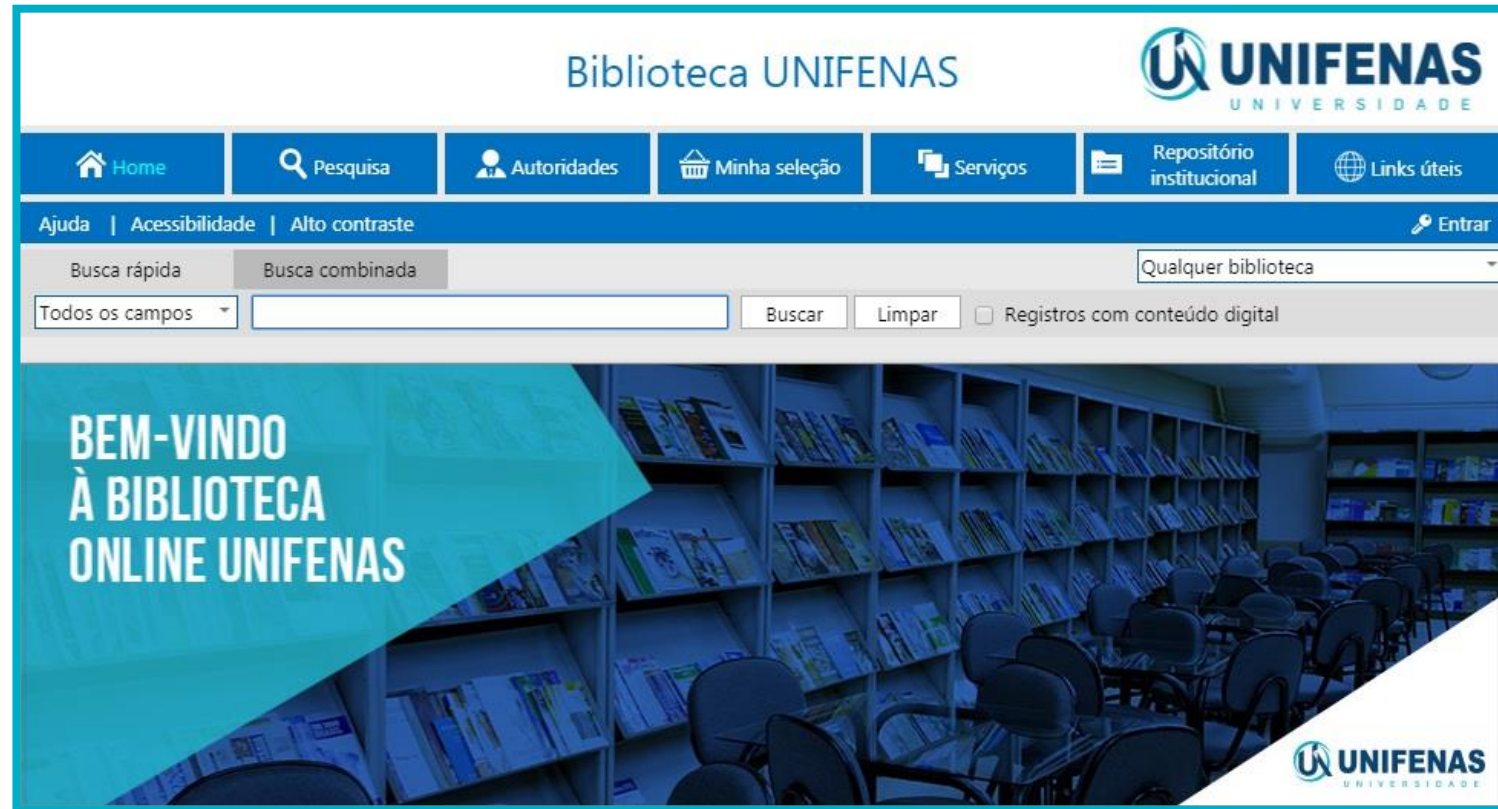 Biblioteca UNIFENAS
UNIFENAS
UNIVERSIDADE
Home
Pesquisa
Autoridades
Minha seleção
Serviços
Repositório
institucional
Links úteis
Ajuda | Acessibilidade | Alto contraste
Entrar
Busca rápida
Busca combinada
Qualquer biblioteca
Todos os campos
Buscar
Limpar
Registros com conteúdo digital
BEM-VINDO
À BIBLIOTECA
ONLINE UNIFENAS
UNIFENAS
UNIVERSIDADE